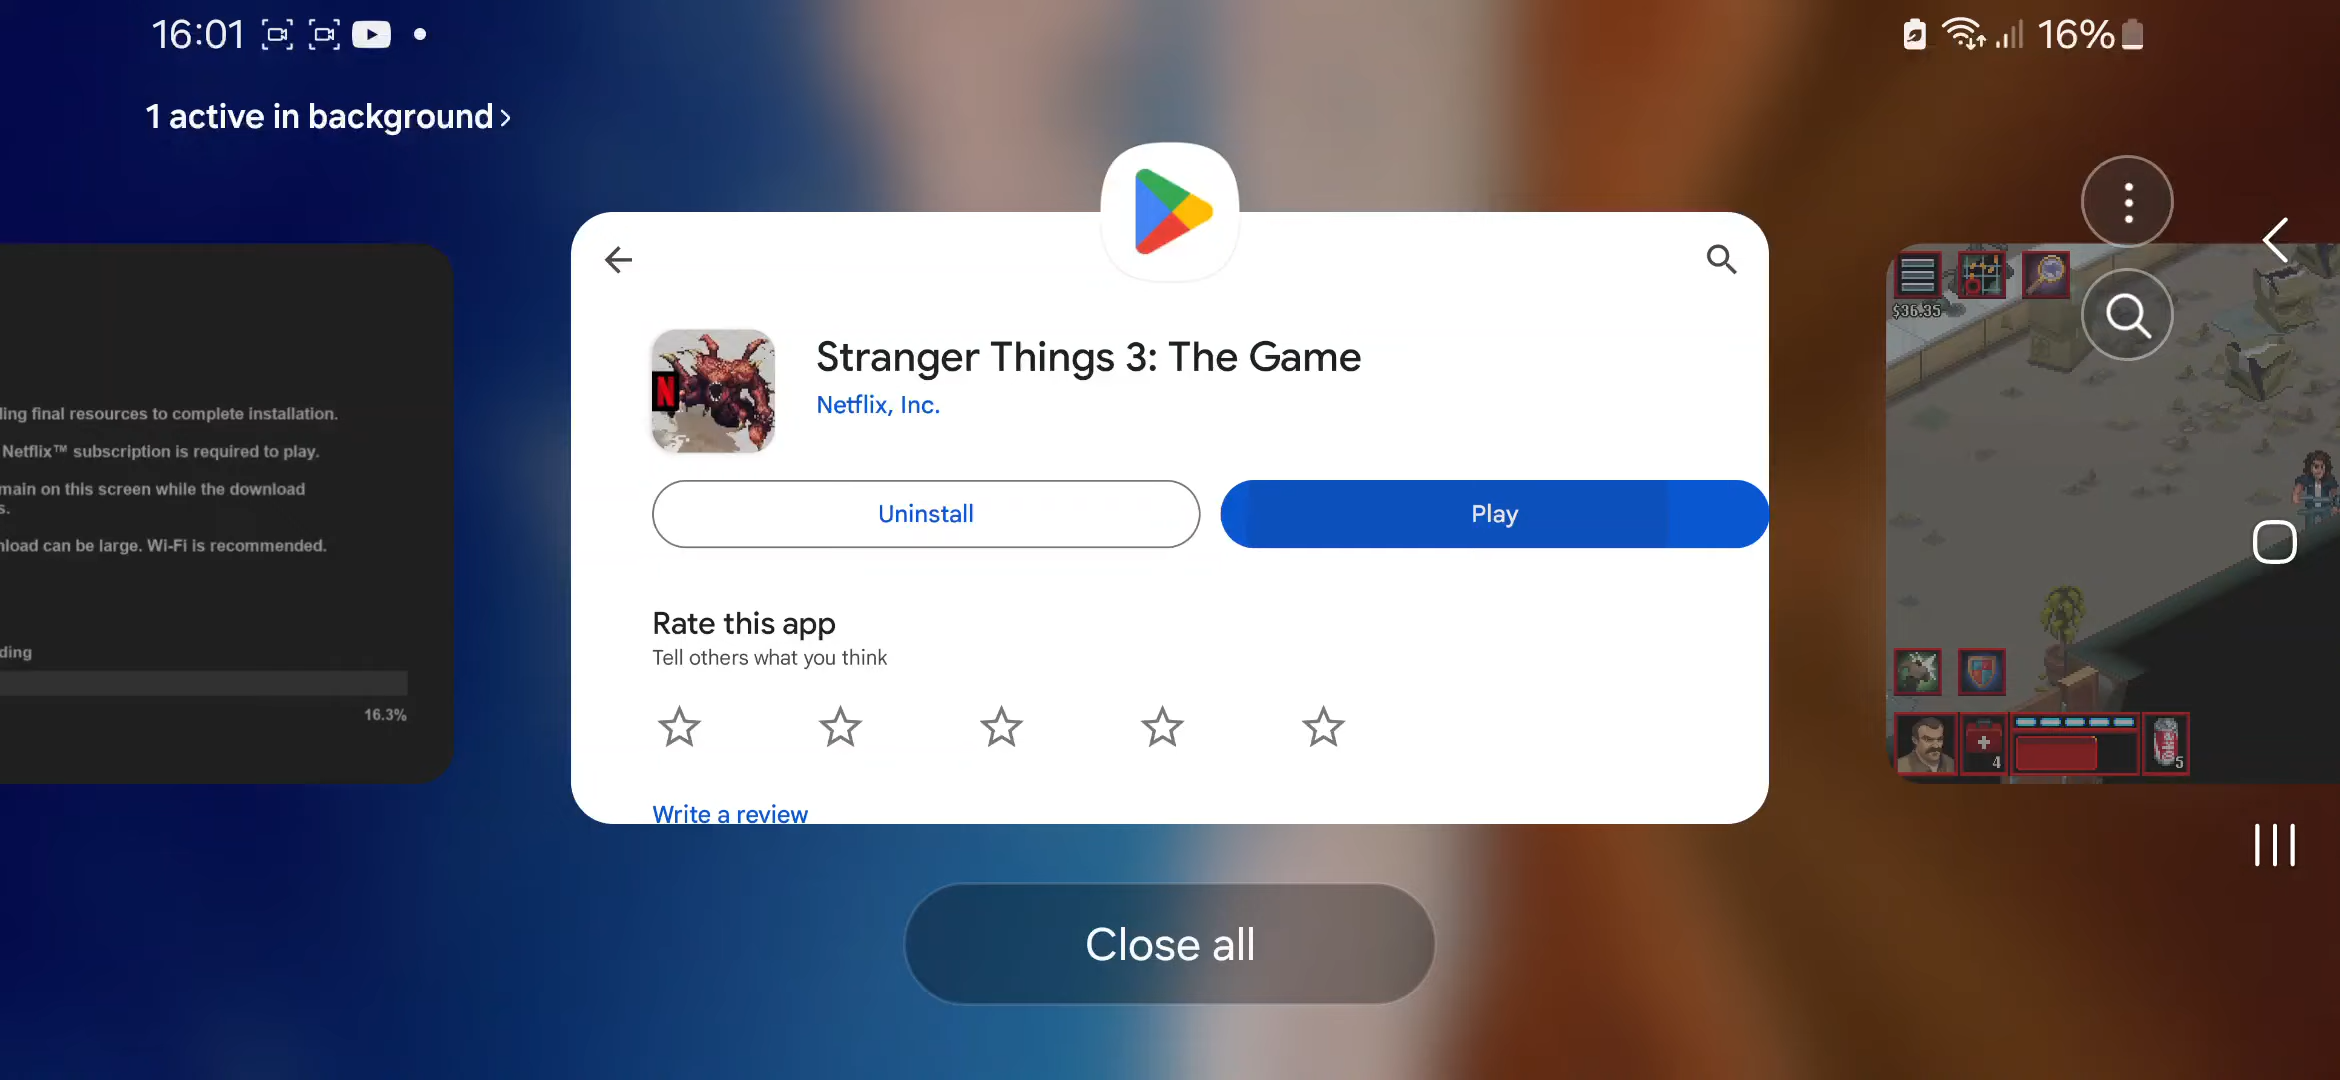 16:01
16%
1 active in background
ding final resources to complete installation.
Netflix™ subscription is required to play.
main on this screen while the download
s.
nload can be large. Wi-Fi is recommended.
ding
16.3%
Stranger Things 3: The Game
N
Netflix, Inc.
Uninstall
Play
Rate this app
Tell others what you think
Write a review
$36.35
4
5
Close all